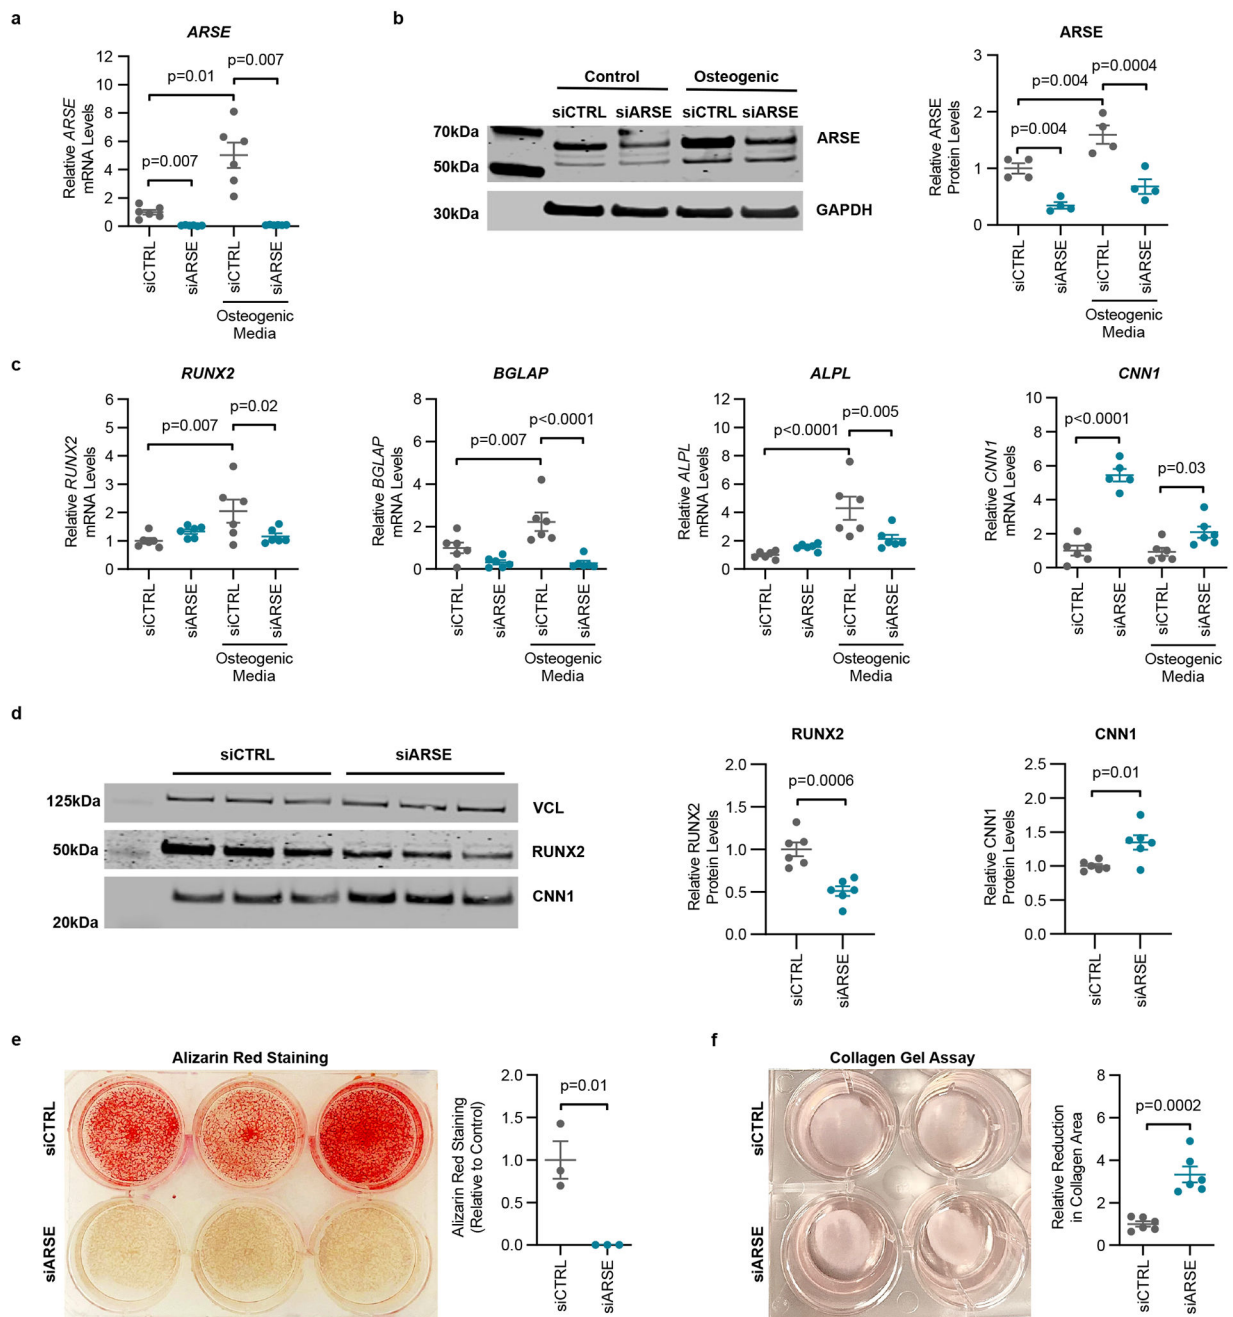 a
ARSE
Relative ARSE
mRNA Levels
12
10
8
6
4
2
0
p=0.01
p=0.007
p=0.007
siCTRL
siARSE
siCTRL
siARSE
Osteogenic
Media
b
Control
Osteogenic
siCTRL siARSE siCTRL siARSE
70kDa
50kDa
30kDa
ARSE
GAPDH
ARSE
Relative ARSE
Protein Levels
3
2
1
0
p=0.004
p=0.0004
p=0.004
siCTRL
siARSE
siCTRL
siARSE
Osteogenic
Media
c
RUNX2
Relative RUNX2
mRNA Levels
6
5
4
3
2
1
0
p=0.007
p=0.02
siCTRL
siARSE
siCTRL
siARSE
Osteogenic
Media
BGLAP
Relative BGLAP
mRNA Levels
8
6
4
2
0
p=0.007
p<0.0001
siCTRL
siARSE
siCTRL
siARSE
Osteogenic
Media
ALPL
Relative ALPL
mRNA Levels
12
10
8
6
4
2
0
p<0.0001
p=0.005
siCTRL
siARSE
siCTRL
siARSE
Osteogenic
Media
CNN1
Relative CNN1
mRNA Levels
10
8
6
4
2
0
p<0.0001
p=0.03
siCTRL
siARSE
siCTRL
siARSE
Osteogenic
Media
d
siCTRL
siARSE
125kDa
50kDa
20kDa
VCL
RUNX2
CNN1
RUNX2
Relative RUNX2
Protein Levels
2.0
1.5
1.0
0.5
0.0
p=0.0006
siCTRL
siARSE
CNN1
Relative CNN1
Protein Levels
2.5
2.0
1.5
1.0
0.5
0.0
p=0.01
siCTRL
siARSE
e
Alizarin Red Staining
siCTRL
siARSE
Alizarin Red Staining
(Relative to Control)
2.0
1.5
1.0
0.5
0.0
p=0.01
siCTRL
siARSE
f
Collagen Gel Assay
siCTRL
siARSE
Relative Reduction
in Collagen Area
8
6
4
2
0
p=0.0002
siCTRL
siARSE